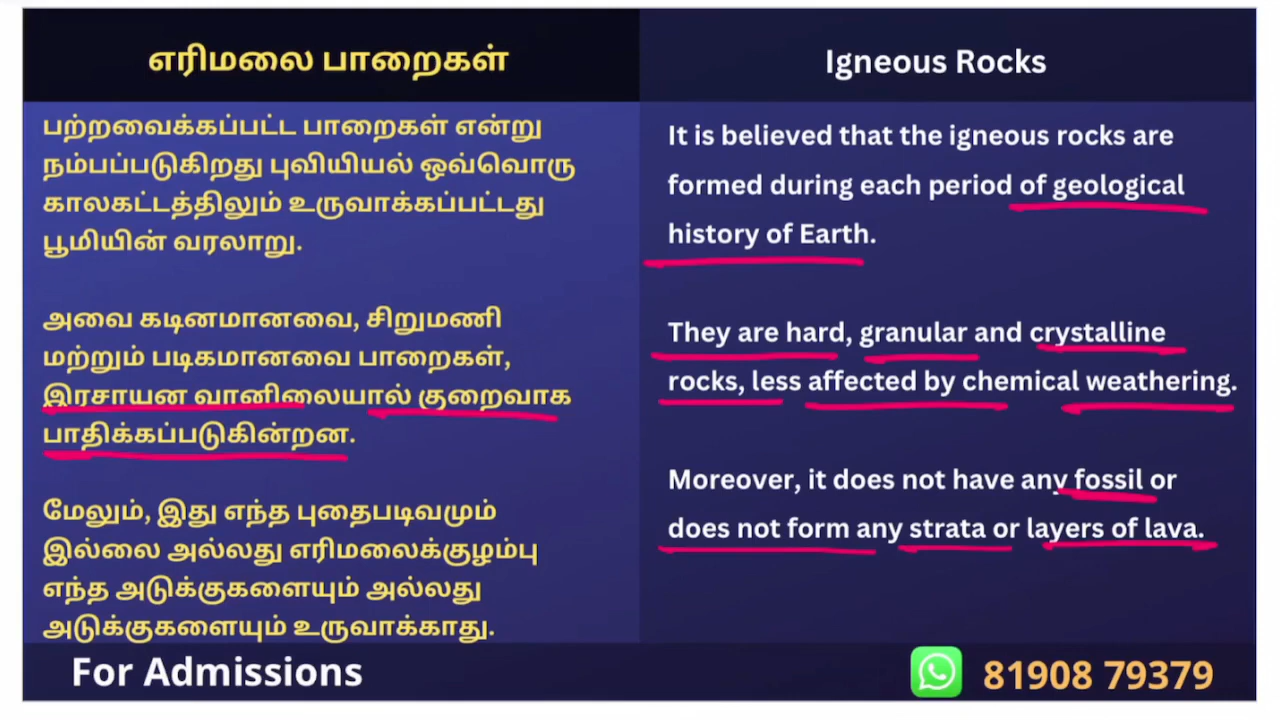 எரிமலை பாறைகள்
பற்றவைக்கப்பட்ட பாறைகள் என்று
நம்பப்படுகிறது புவியியல் ஒவ்வொரு
காலகட்டத்திலும் உருவாக்கப்பட்டது
பூமியின் வரலாறு.
அவை கடினமானவை, சிறுமணி
மற்றும் படிகமானவை பாறைகள்,
இரசாயன வானிலையால் குறைவாக
பாதிக்கப்படுகின்றன.
மேலும், இது எந்த புதைபடிவமும்
இல்லை அல்லது எரிமலைக்குழம்பு
எந்த அடுக்குகளையும் அல்லது
அடுக்குகளையும் உருவாக்காது.
Igneous Rocks
It is believed that the igneous rocks are
formed during each period of geological
history of Earth.
They are hard, granular and crystalline
rocks, less affected by chemical weathering.
Moreover, it does not have any fossil or
does not form any strata or layers of lava.
For Admissions
81908 79379